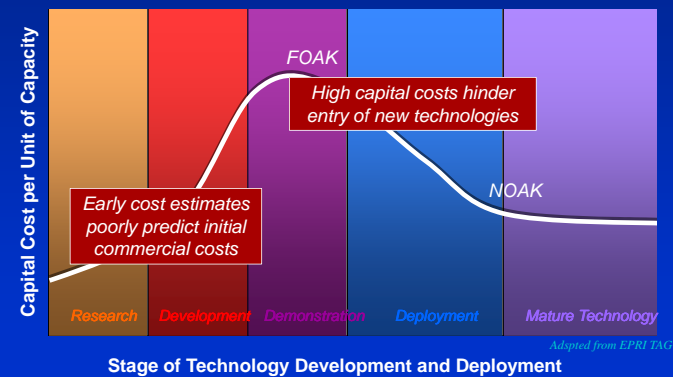 Capital Cost per Unit of Capacity
FOAK
High capital costs hinder
entry of new technologies
NOAK
Early cost estimates
poorly predict initial
commercial costs
Research
Development
Demonstration
Deployment
Mature Technology
Adapted from EPRI TAG
Stage of Technology Development and Deployment